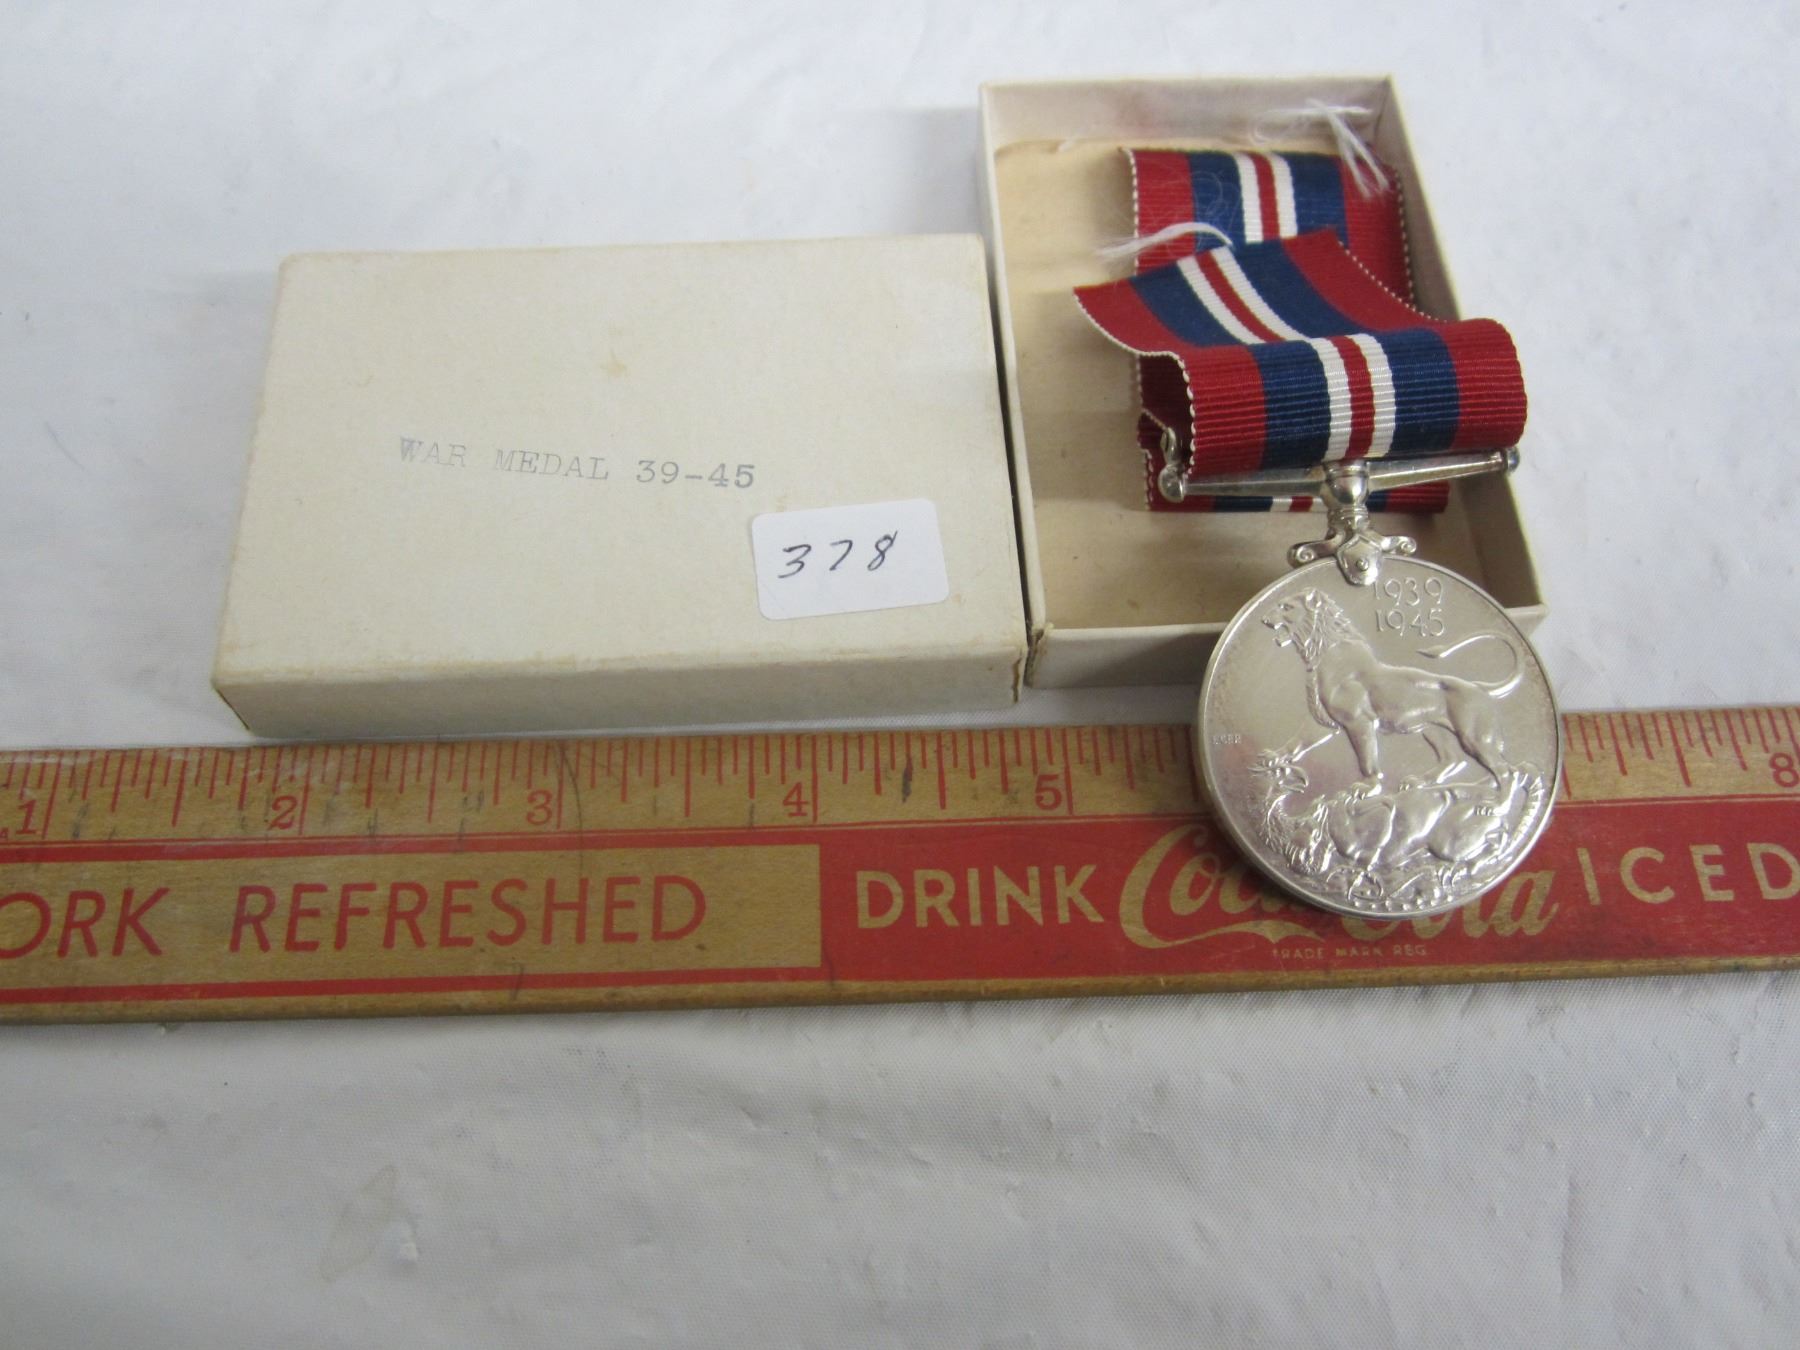 WAR MEDAL 39-45
378
1939
1945
1 2 3 4 5 8
ORK REFRESHED DRINK Coca-Cola ICED
TRADE MARK REG